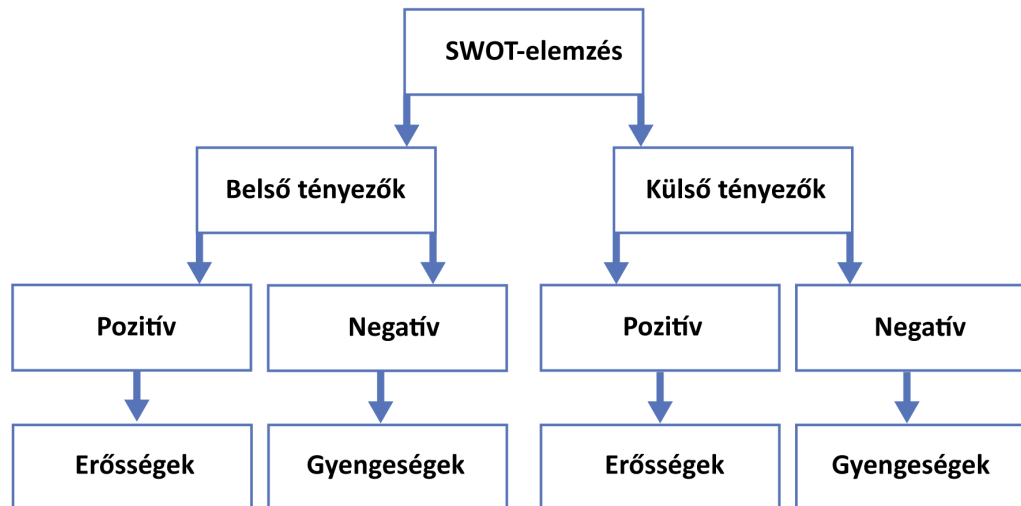 SWOT-elemzés
Belső tényezők
Külső tényezők
Pozitív
Negatív
Pozitív
Negatív
Erősségek
Gyengeségek
Erősségek
Gyengeségek